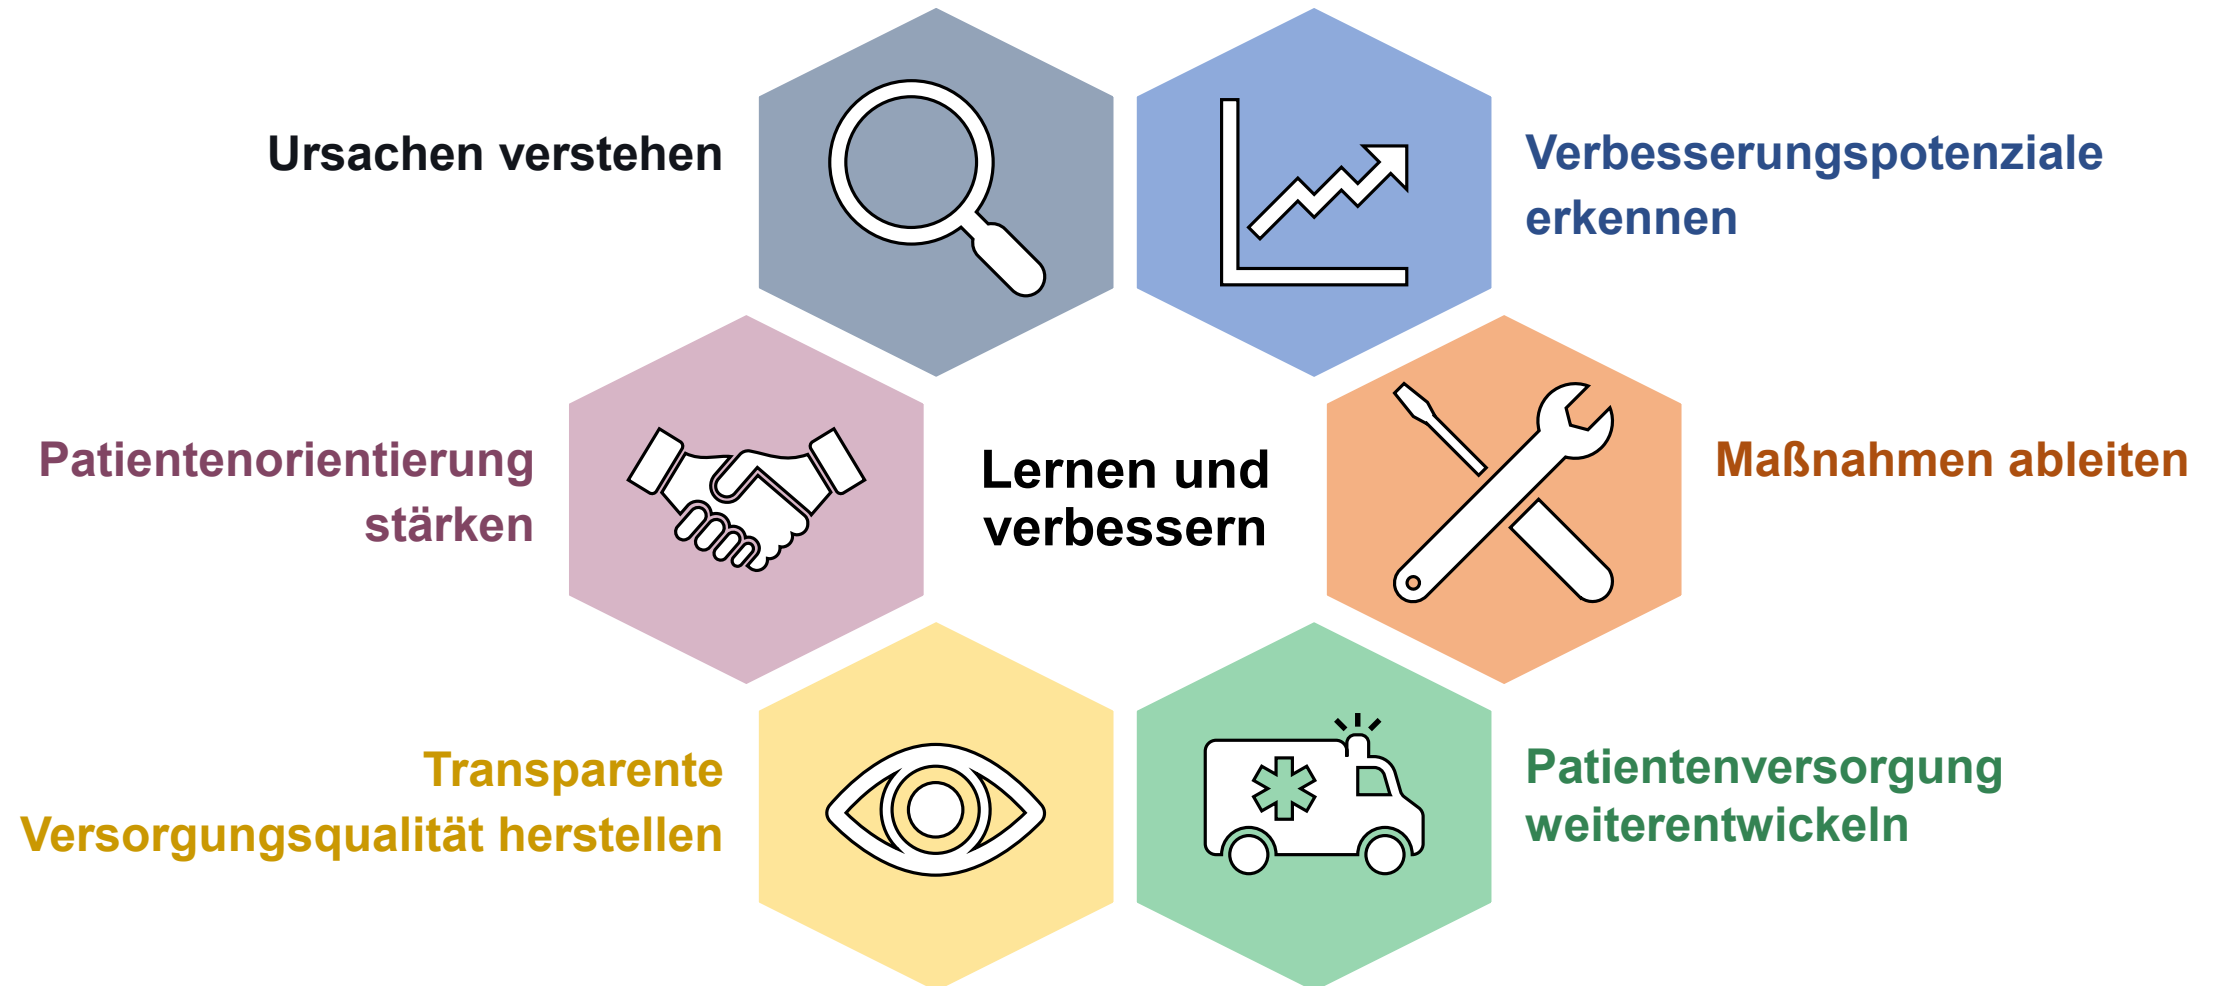 Ursachen verstehen
Verbesserungspotenziale
erkennen
Patientenorientierung
stärken
Lernen und
verbessern
Maßnahmen ableiten
Transparente
Versorgungsqualität herstellen
Patientenversorgung
weiterentwickeln